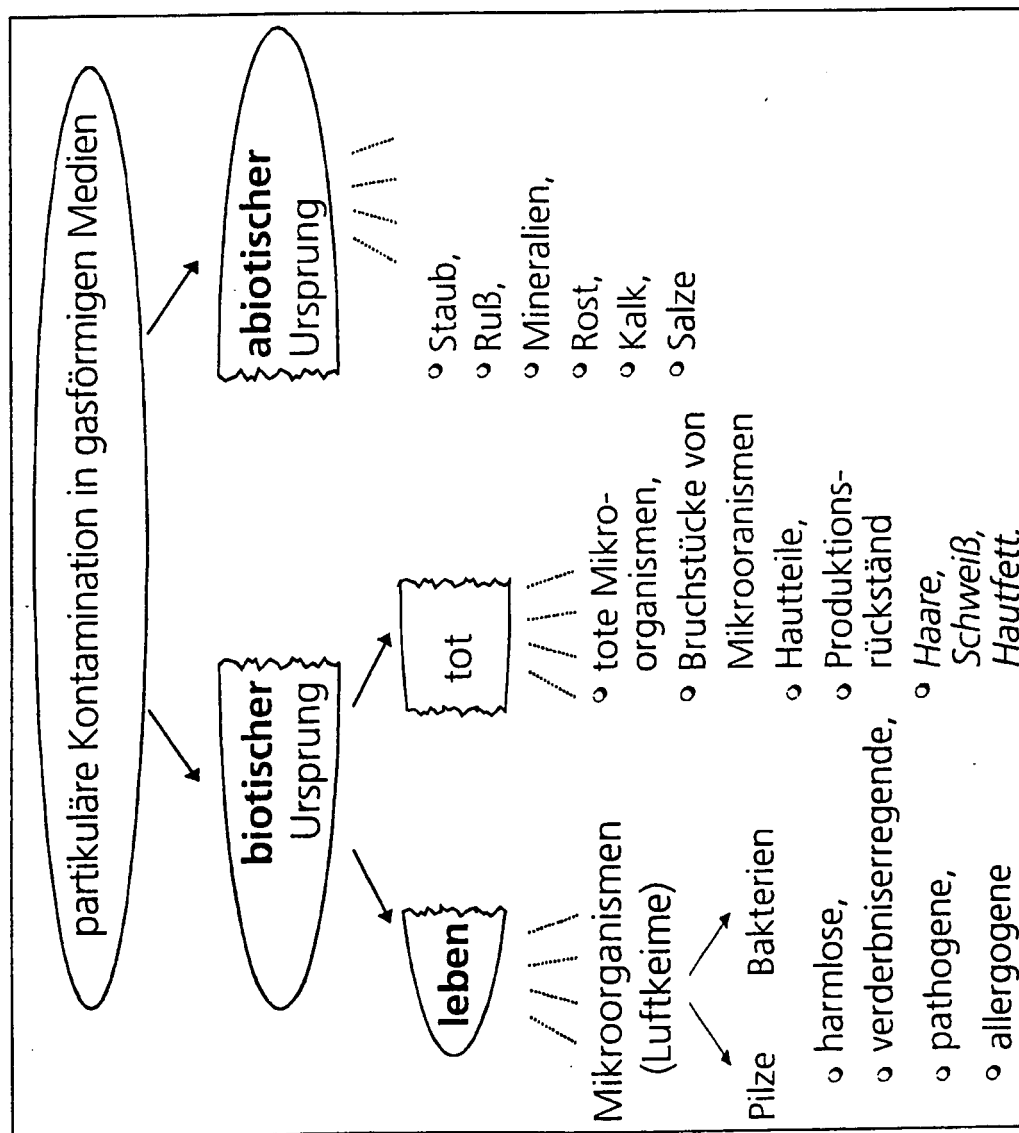 partikuläre Kontamination in gasförmigen Medien
biotischer
Ursprung
abiotischer
Ursprung
leben
tot
Mikroorganismen
(Luftkeime)
Pilze
Bakterien
harmlose,
verderbniserregende,
pathogene,
allergogene
tote Mikro-
organismen,
Bruchstücke von
Mikrooranismen
Hautteile,
Produktions-
rückständ
Haare,
Schweiß,
Hautfett.
Staub,
Ruß,
Mineralien,
Rost,
Kalk,
Salze